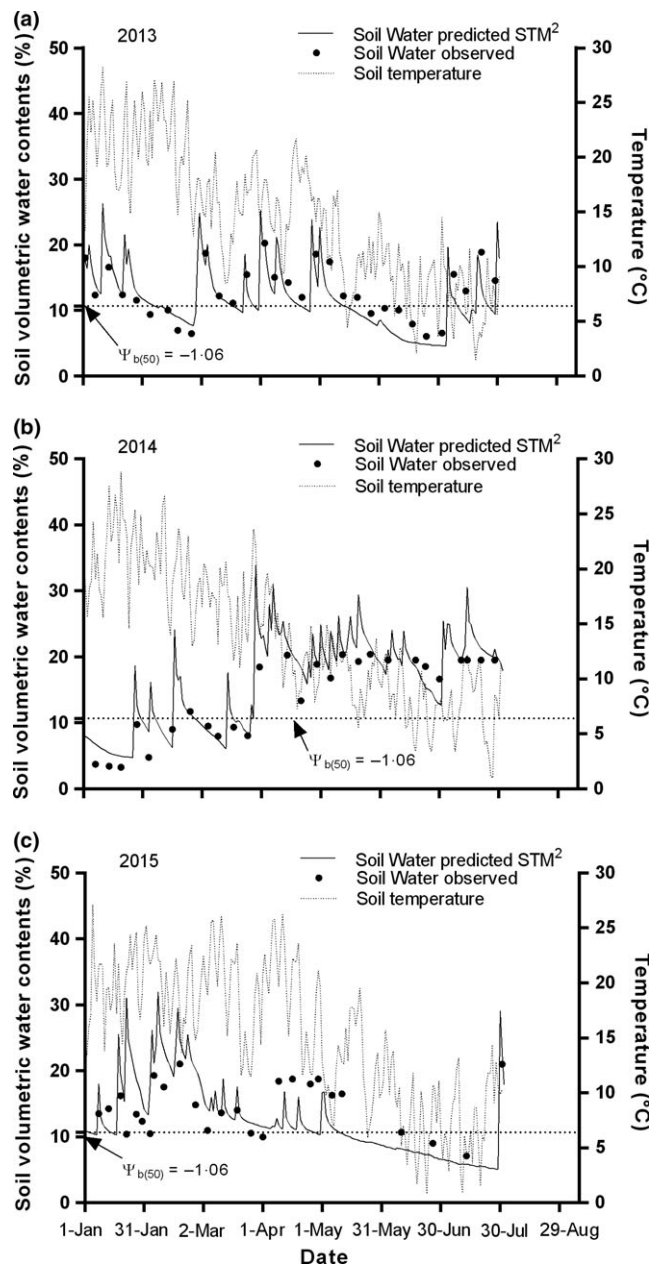 (a)
2013
Soil Water predicted STM2
Soil Water observed
Soil temperature
50
40
30
20
10
0
30
25
20
15
10
5
0
Soil volumetric water contents (%)
Temperature (°C)
Ψb(50) = −1·06
(b)
2014
Soil Water predicted STM2
Soil Water observed
Soil temperature
50
40
30
20
10
0
30
25
20
15
10
5
0
Soil volumetric water contents (%)
Temperature (°C)
Ψb(50) = −1·06
(c)
2015
Soil Water predicted STM2
Soil Water observed
Soil temperature
50
40
30
20
10
0
30
25
20
15
10
5
0
Soil volumetric water contents (%)
Temperature (°C)
Ψb(50) = −1·06
1-Jan 31-Jan 2-Mar 1-Apr 1-May 31-May 30-Jun 30-Jul 29-Aug
Date